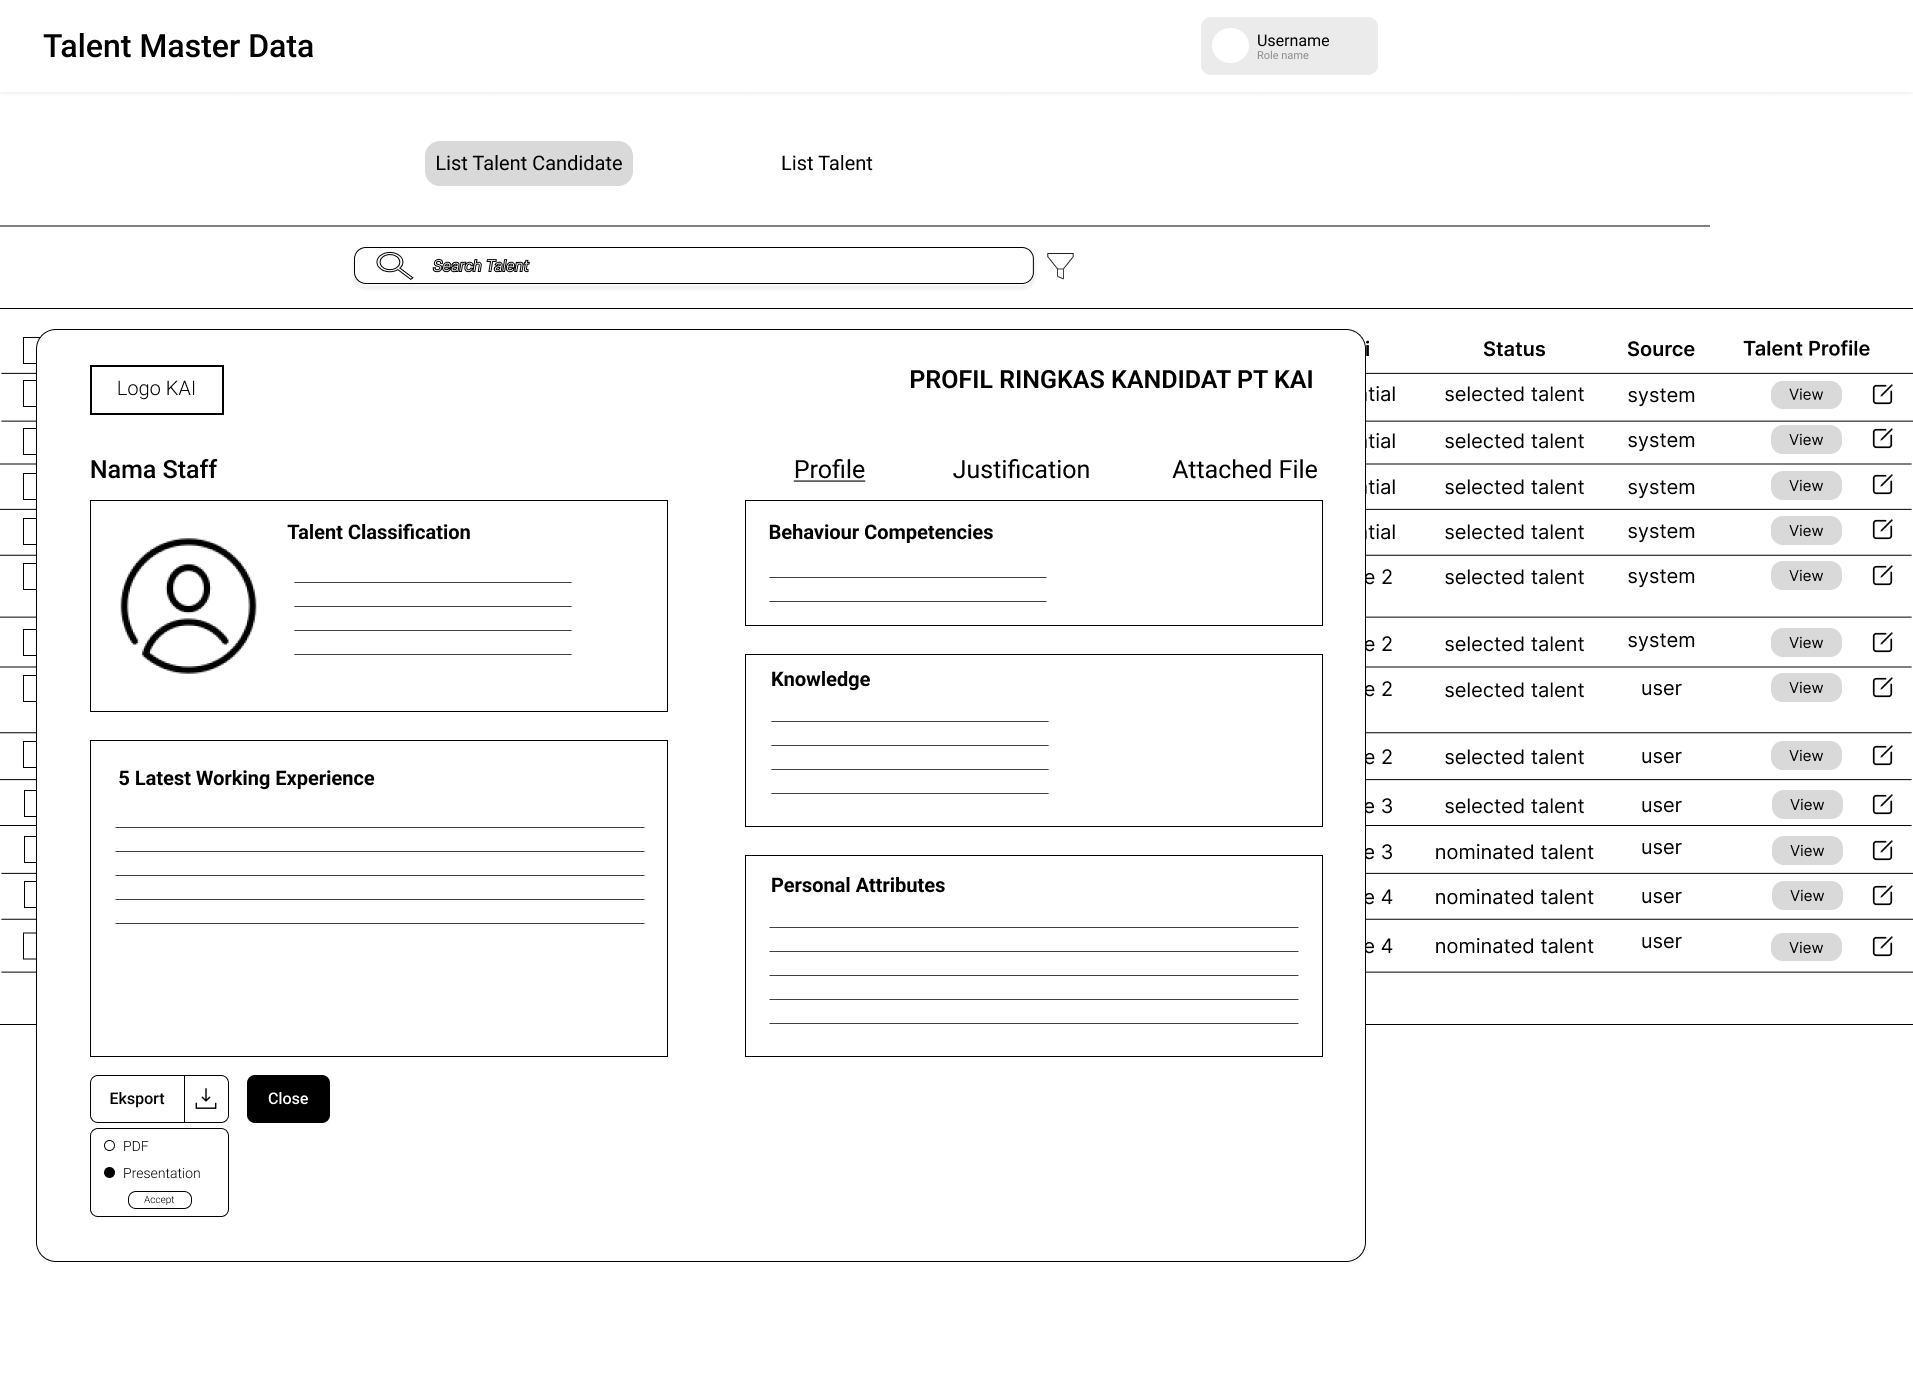 Talent Master Data
Username
Role name
List Talent Candidate
List Talent
Search Talent
Status
Source
Talent Profile
selected talent system View
selected talent system View
selected talent system View
selected talent system View
2 selected talent system View
2 selected talent system View
2 selected talent user View
2 selected talent user View
3 selected talent user View
3 nominated talent user View
4 nominated talent user View
4 nominated talent user View
Logo KAI
PROFIL RINGKAS KANDIDAT PT KAI
Nama Staff
Profile
Justification
Attached File
Talent Classification
5 Latest Working Experience
Behaviour Competencies
Knowledge
Personal Attributes
Eksport
Close
PDF
Presentation
Accept